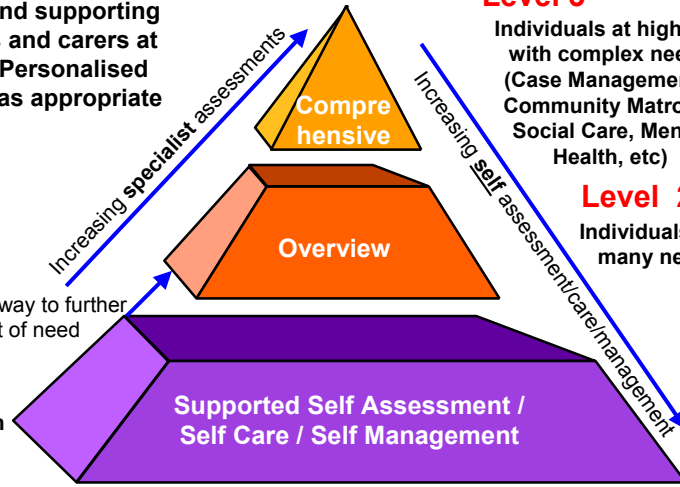 nd supporting
and carers at
Personalised
as appropriate
Increasing specialist assessments
Compre
hensive
Overview
way to further
t of need
Supported Self Assessment /
Self Care / Self Management
Increasing self assessment/care/management
Level
Individuals at high
with complex nee
(Case Managemen
Community Matro
Social Care, Men
Health, etc)
Level 2
Individuals
many ne